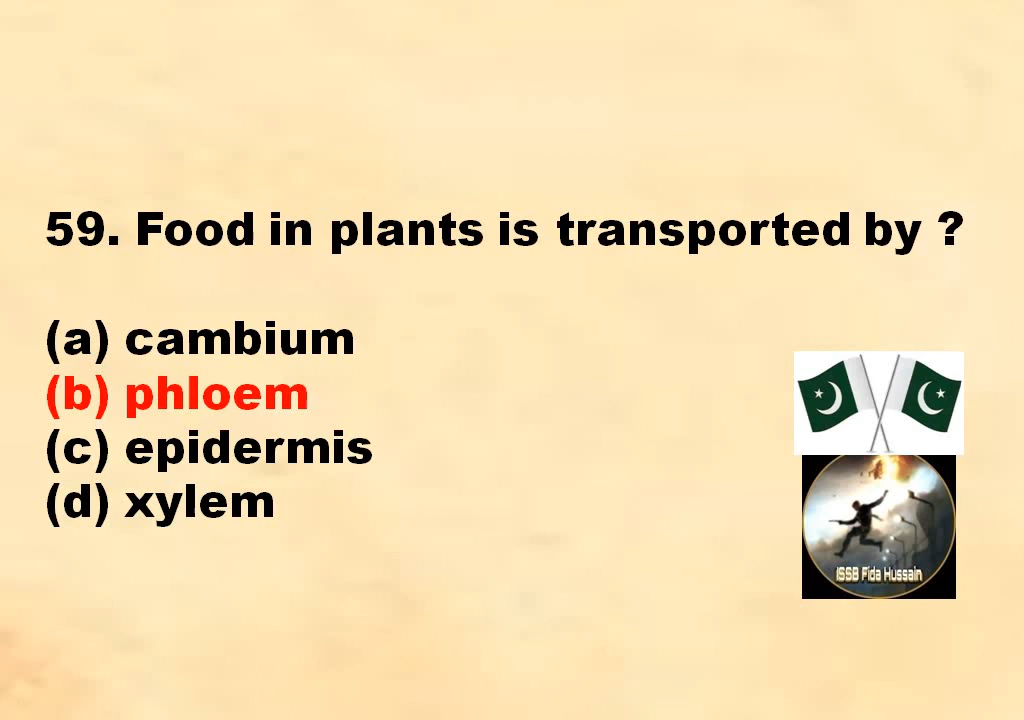 59. Food in plants is transported by ?
(a) cambium
(b) phloem
(c) epidermis
(d) xylem
ISSB Fida Hussain